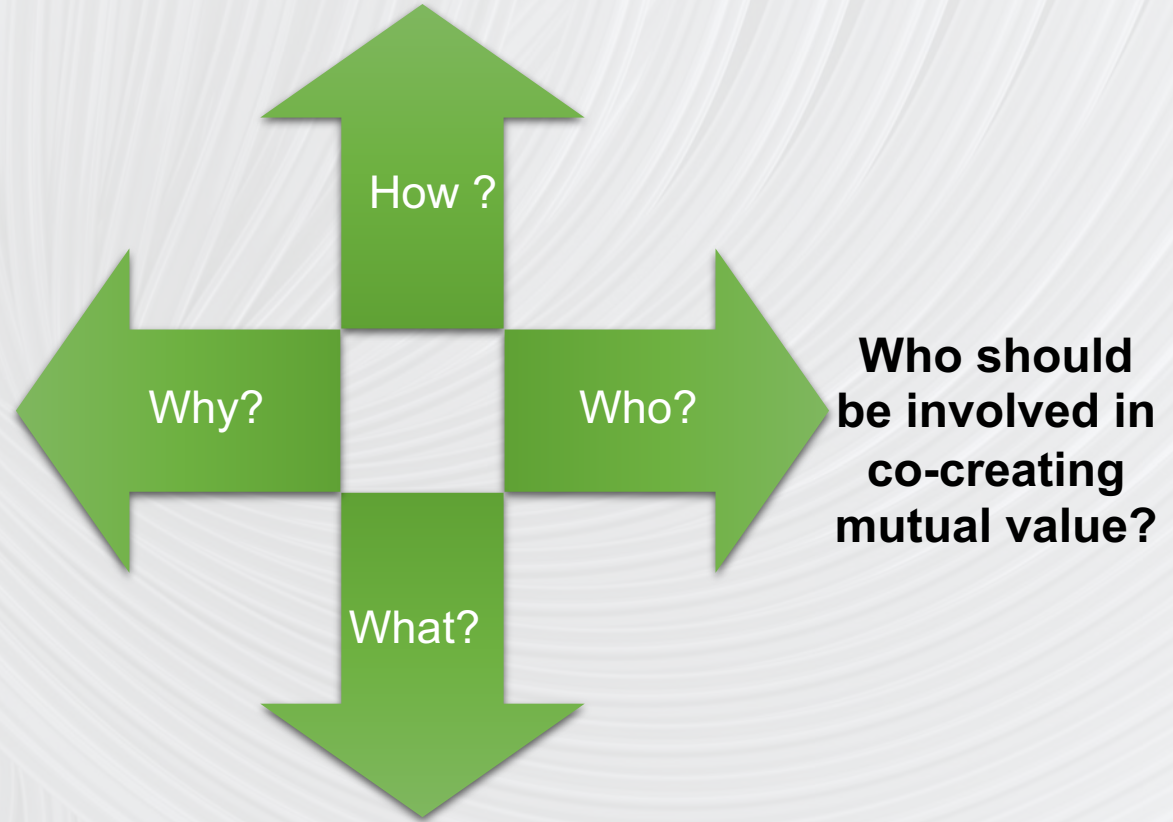 How ?
Why?
Who?
Who should
be involved in
co-creating
mutual value?
What?